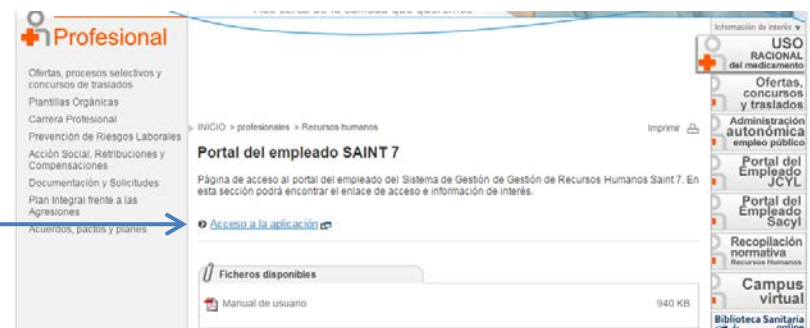 Profesional
Ofertas, procesos selectivos y
concursos de traslados
Plantillas Orgánicas
Carrera Profesional
Prevención de Riesgos Laborales
Acción Social, Retribuciones y
Compensaciones
Documentación y Solicitudes
Plan Integral frente a las
Agresiones
Acuerdos, pactos y planes
INICIO » profesionales » Recursos humanos
Imprimir
Portal del empleado SAINT 7
Página de acceso al portal del empleado del Sistema de Gestión de Gestión de Recursos Humanos Saint 7. En
esta sección podrá encontrar el enlace de acceso e información de interés.
Acceso a la aplicación
Ficheros disponibles
Manual de usuario
940 KB
Información de interés
USO
RACIONAL
del medicamento
Ofertas,
concursos
y traslados
Administración
autonómica
empleo público
Portal del
Empleado
JCYL
Portal del
Empleado
Sacyl
Recopilación
normativa
Recursos Humanos
Campus
virtual
Biblioteca Sanitaria
online